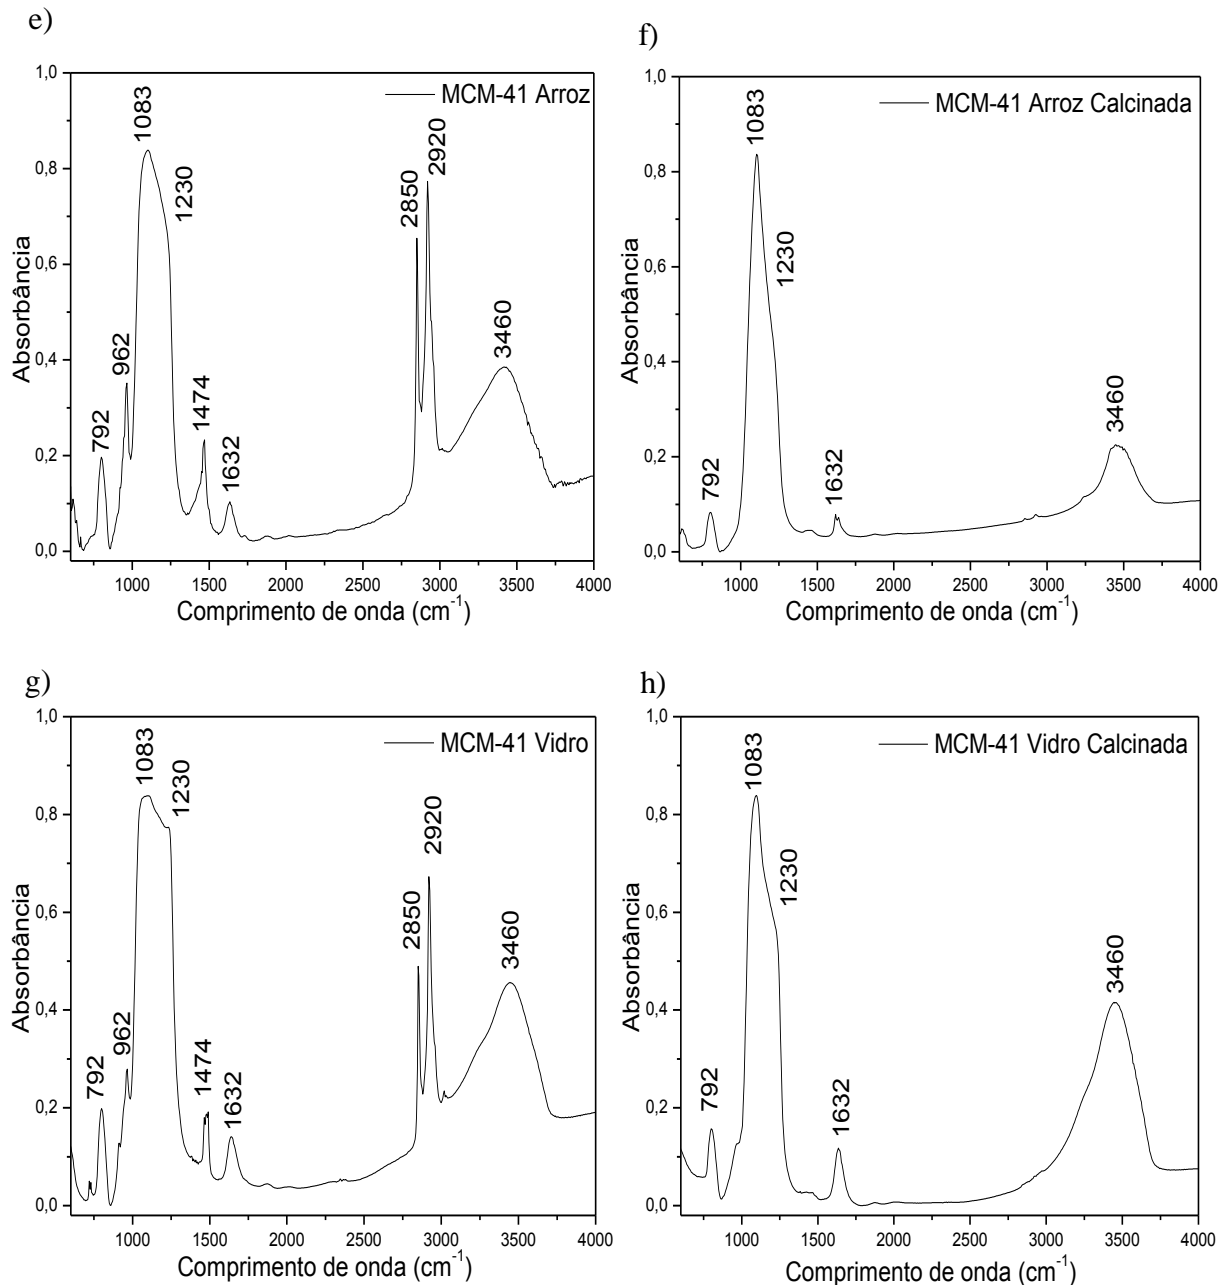 e)
MCM-41 Arroz
1083
1230
2850
2920
962
792
1474
1632
3460
1,0
0,8
0,6
0,4
0,2
0,0
Absorbância
1000 1500 2000 2500 3000 3500 4000
Comprimento de onda (cm⁻¹)
f)
MCM-41 Arroz Calcinada
1083
1230
792
1632
3460
1,0
0,8
0,6
0,4
0,2
0,0
Absorbância
1000 1500 2000 2500 3000 3500 4000
Comprimento de onda (cm⁻¹)
g)
MCM-41 Vidro
1083
1230
2850
2920
962
792
1474
1632
3460
1,0
0,8
0,6
0,4
0,2
0,0
Absorbância
1000 1500 2000 2500 3000 3500 4000
Comprimento de onda (cm⁻¹)
h)
MCM-41 Vidro Calcinada
1083
1230
792
1632
3460
1,0
0,8
0,6
0,4
0,2
0,0
Absorbância
1000 1500 2000 2500 3000 3500 4000
Comprimento de onda (cm⁻¹)